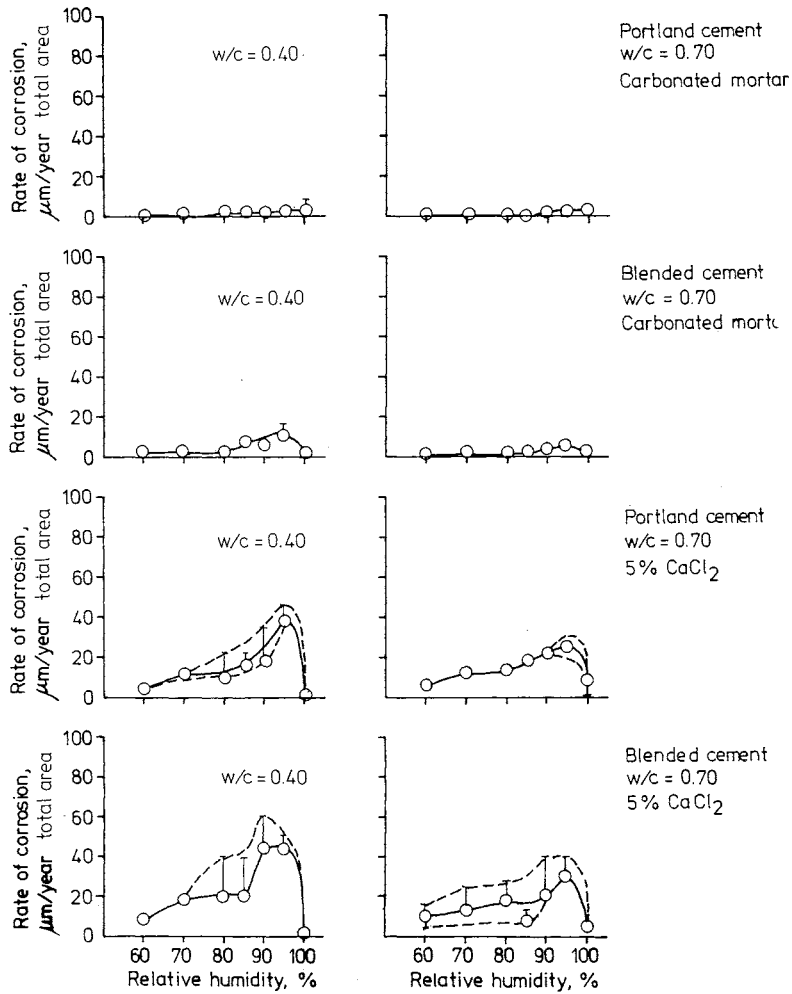 100
80
60
40
20
0
Rate of corrosion,
μm/year total area
w/c = 0.40
Portland cement
w/c = 0.70
Carbonated mortar
100
80
60
40
20
0
Rate of corrosion,
μm/year total area
w/c = 0.40
Blended cement
w/c = 0.70
Carbonated mort
100
80
60
40
20
0
Rate of corrosion,
μm/year total area
w/c = 0.40
Portland cement
w/c = 0.70
5% CaCl2
100
80
60
40
20
0
Rate of corrosion,
μm/year total area
w/c = 0.40
Blended cement
w/c = 0.70
5% CaCl2
60 70 80 90 100
Relative humidity, %
60 70 80 90 100
Relative humidity, %